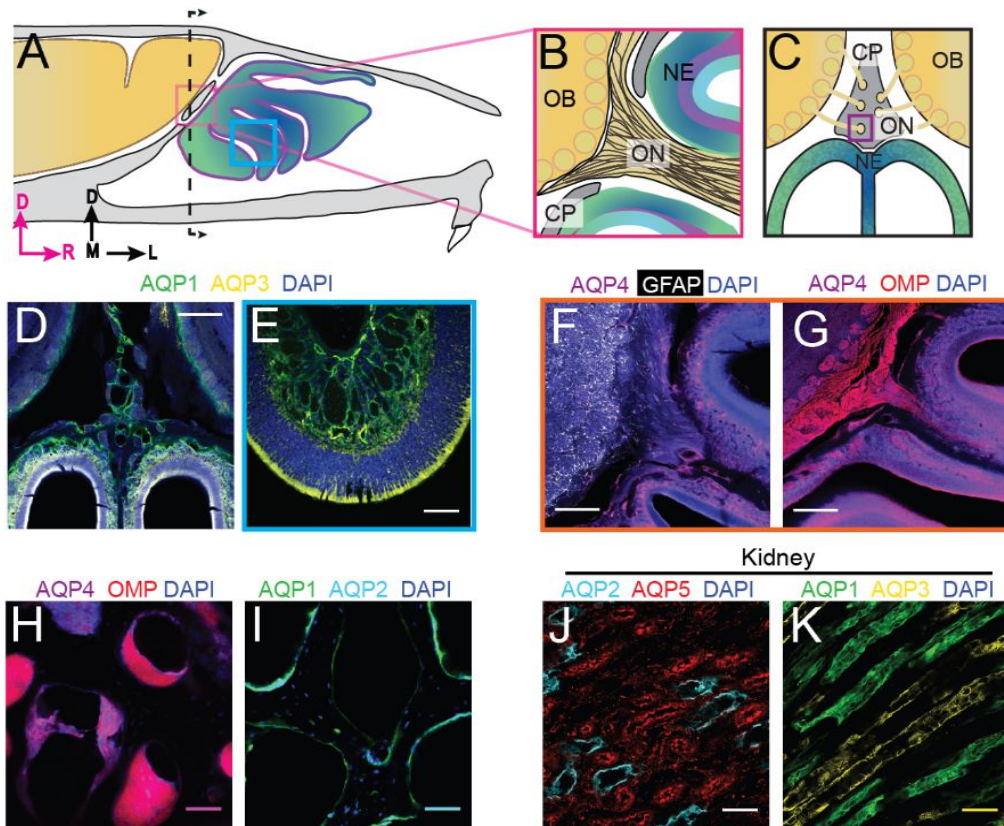 A
D
R
D
M
L
B
OB
NE
ON
CP
C
CP
OB
ON
NE
AQP1 AQP3 DAPI
D
E
AQP4 GFAP DAPI
F
AQP4 OMP DAPI
G
AQP4 OMP DAPI
H
AQP1 AQP2 DAPI
I
Kidney
AQP2 AQP5 DAPI
J
AQP1 AQP3 DAPI
K